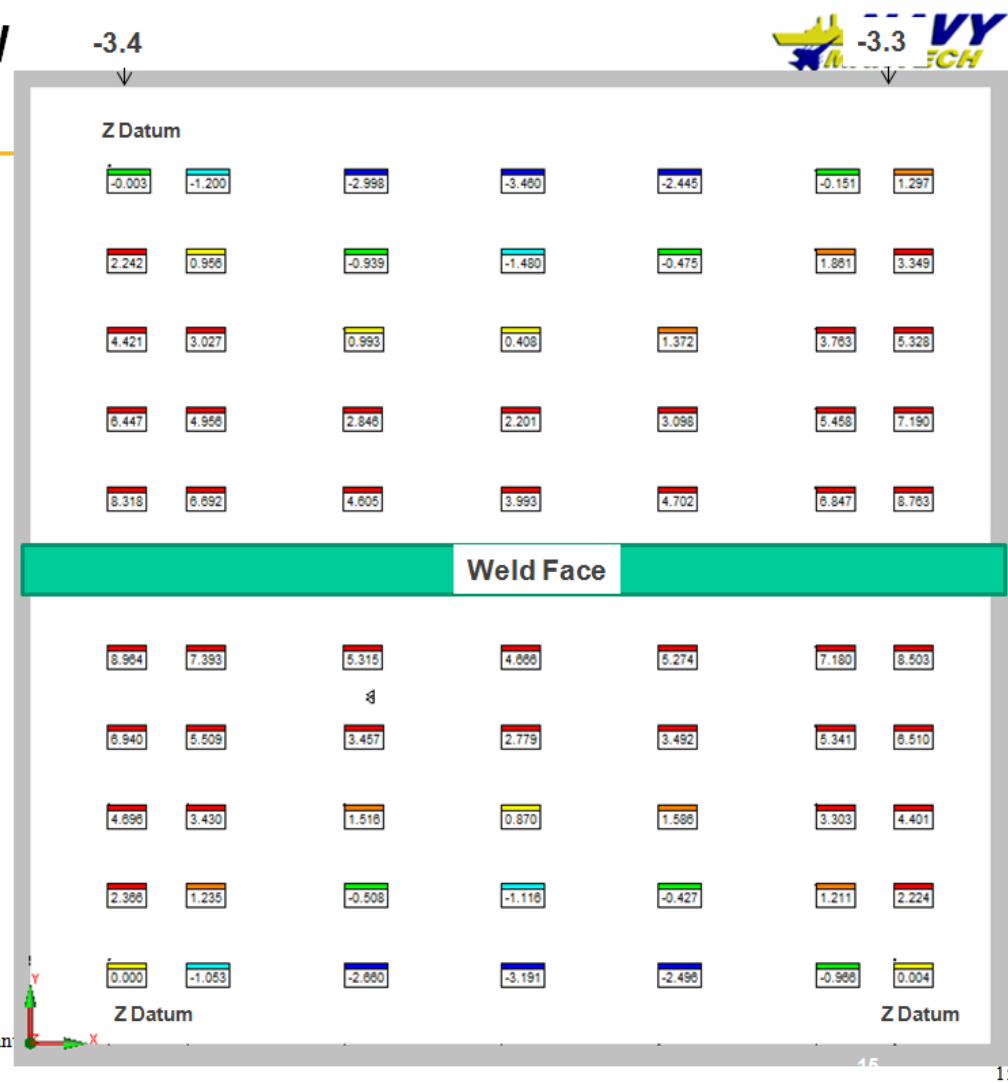 -3.4 -3.3 VY
ECH
Z Datum
-0.003 -1.200 -2.998 -3.460 -2.445 -0.151 1.297
2.242 0.956 -0.939 -1.480 -0.475 1.861 3.349
4.421 3.027 0.993 0.408 1.372 3.763 5.328
6.447 4.956 2.846 2.201 3.098 5.458 7.190
8.318 6.692 4.605 3.993 4.702 6.847 8.763
Weld Face
8.964 7.393 5.315 4.666 5.274 7.180 8.503
6.940 5.509 3.457 2.779 3.492 5.341 6.510
4.696 3.430 1.516 0.870 1.586 3.303 4.401
2.366 1.235 -0.508 -1.116 -0.427 1.211 2.224
0.000 -1.053 -2.660 -3.191 -2.496 -0.966 0.004
Y
Z Datum Z Datum
Z X
15
1